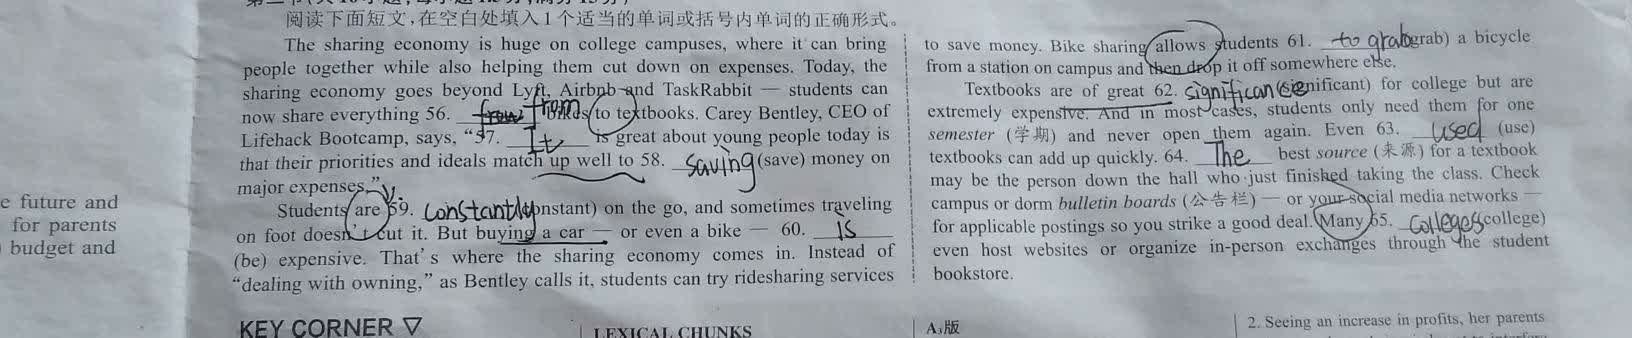 阅读下面短文,在空白处填入1个适当的单词或括号内单词的正确形式。
The sharing economy is huge on college campuses, where it can bring
people together while also helping them cut down on expenses. Today, the
sharing economy goes beyond Lyft, Airbnb and TaskRabbit — students can
now share everything 56. from bikes to textbooks. Carey Bentley, CEO of
Lifehack Bootcamp, says, “57. It is great about young people today is
that their priorities and ideals match up well to 58. saving (save) money on
major expenses.”
Students are 59. constantly (constant) on the go, and sometimes traveling
on foot doesn't cut it. But buying a car — or even a bike — 60. is
(be) expensive. That's where the sharing economy comes in. Instead of
“dealing with owning,” as Bentley calls it, students can try ridesharing services
to save money. Bike sharing allows students 61. to grab (grab) a bicycle
from a station on campus and then drop it off somewhere else.
Textbooks are of great 62. significan (significant) for college but are
extremely expensive. And in most cases, students only need them for one
semester (学期) and never open them again. Even 63. used (use)
textbooks can add up quickly. 64. The best source (来源) for a textbook
may be the person down the hall who just finished taking the class. Check
campus or dorm bulletin boards (公告栏) — or your social media networks —
for applicable postings so you strike a good deal. Many 65. colleges (college)
even host websites or organize in-person exchanges through the student
bookstore.
e future and
for parents
budget and
KEY CORNER ▽
LEXICAL CHUNKS
A₃版
2. Seeing an increase in profits, her parents